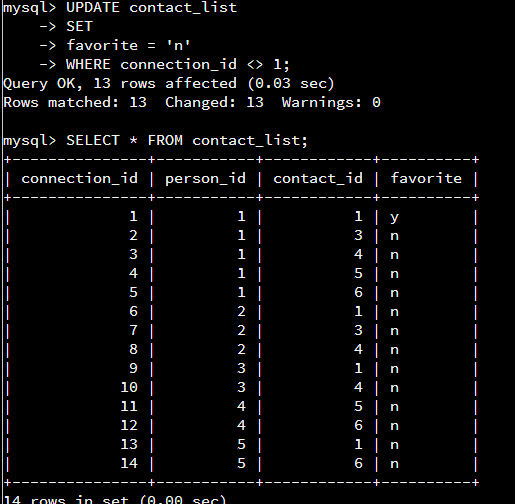 mysql> UPDATE contact_list
    -> SET
    -> favorite = 'n'
    -> WHERE connection_id <> 1;
Query OK, 13 rows affected (0.03 sec)
Rows matched: 13  Changed: 13  Warnings: 0

mysql> SELECT * FROM contact_list;
+---------------+-----------+------------+----------+
| connection_id | person_id | contact_id | favorite |
+---------------+-----------+------------+----------+
|             1 |         1 |          1 | y        |
|             2 |         1 |          3 | n        |
|             3 |         1 |          4 | n        |
|             4 |         1 |          5 | n        |
|             5 |         1 |          6 | n        |
|             6 |         2 |          1 | n        |
|             7 |         2 |          3 | n        |
|             8 |         2 |          4 | n        |
|             9 |         3 |          1 | n        |
|            10 |         3 |          4 | n        |
|            11 |         4 |          5 | n        |
|            12 |         4 |          6 | n        |
|            13 |         5 |          1 | n        |
|            14 |         5 |          6 | n        |
+---------------+-----------+------------+----------+
14 rows in set (0.00 sec)